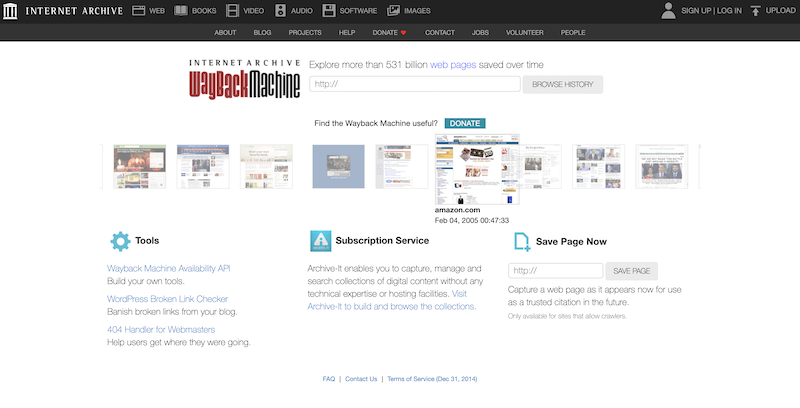 INTERNET ARCHIVE WEB BOOKS VIDEO AUDIO SOFTWARE IMAGES SIGN UP | LOG IN UPLOAD
ABOUT BLOG PROJECTS HELP DONATE CONTACT JOBS VOLUNTEER PEOPLE
INTERNET ARCHIVE
WayBackMachine
Explore more than 531 billion web pages saved over time
http://
BROWSE HISTORY
Find the Wayback Machine useful? DONATE
amazon.com
Feb 04, 2005 00:47:33
Tools
Wayback Machine Availability API
Build your own tools.
WordPress Broken Link Checker
Banish broken links from your blog.
404 Handler for Webmasters
Help users get where they were going.
Subscription Service
Archive-It enables you to capture, manage and
search collections of digital content without any
technical expertise or hosting facilities. Visit
Archive-It to build and browse the collections.
Save Page Now
http:// SAVE PAGE
Capture a web page as it appears now for use
as a trusted citation in the future.
Only available for sites that allow crawlers.
FAQ | Contact Us | Terms of Service (Dec 31, 2014)